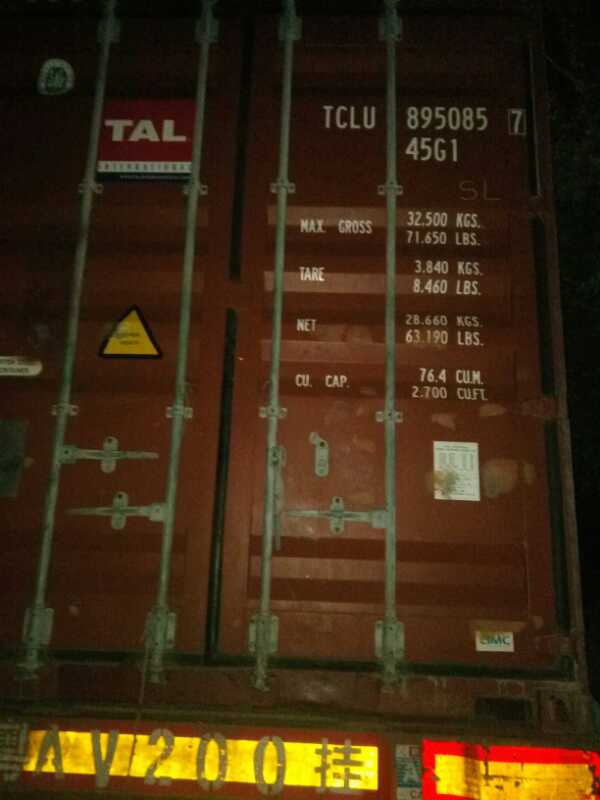 TAL
INTERNATIONAL
TCLU 895085 7
45G1
SL
MAX. GROSS 32.500 KGS.
71.650 LBS.
TARE 3.840 KGS.
8.460 LBS.
NET 28.660 KGS.
63.190 LBS.
CU. CAP. 76.4 CU.M.
2.700 CU.FT.
CIMC
AV200挂